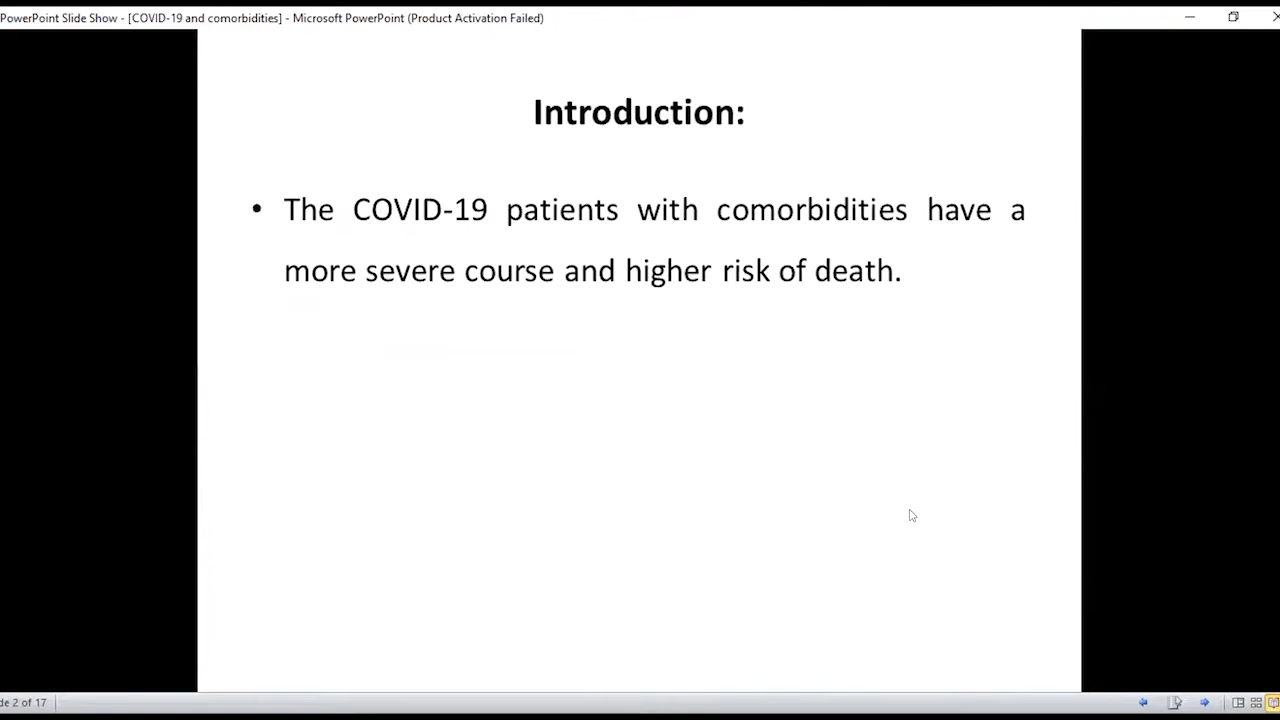 PowerPoint Slide Show - [COVID-19 and comorbidities] - Microsoft PowerPoint (Product Activation Failed)
Introduction:
• The COVID-19 patients with comorbidities have a
more severe course and higher risk of death.
de 2 of 17